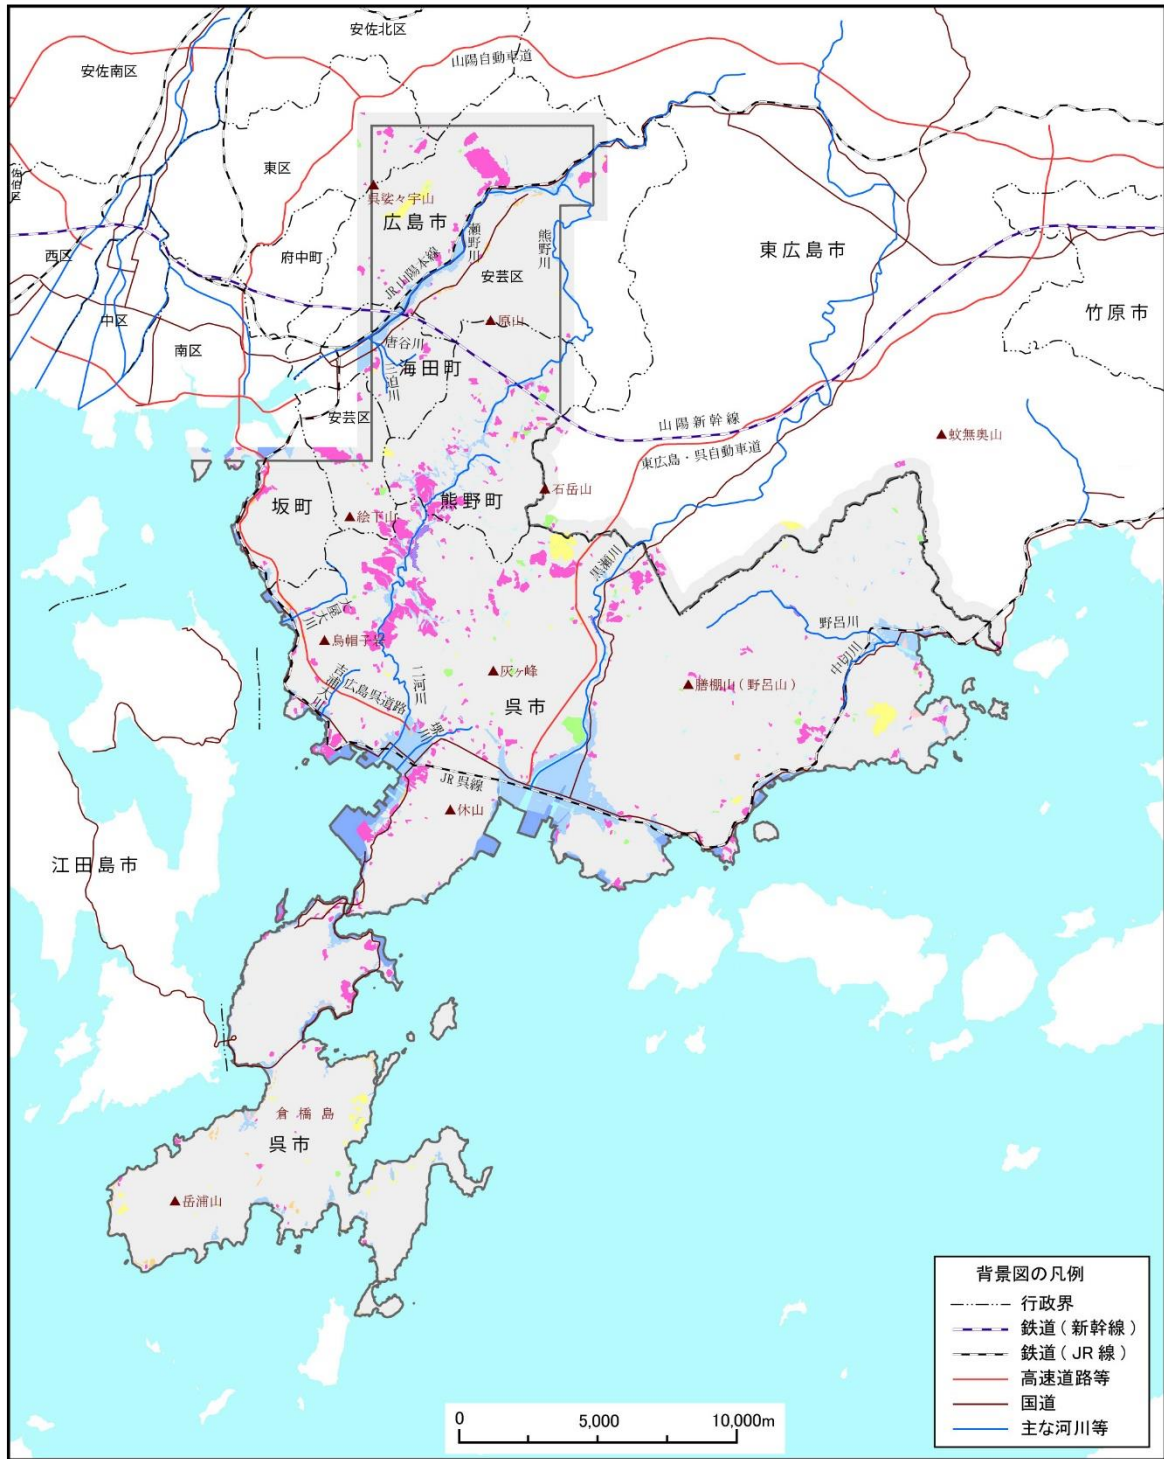 安佐北区
安佐南区
山陽自動車道
東区
佐伯区
呉娑々宇山
広島市
瀬野川
熊野川
東広島市
西区
府中町
JR山陽本線
安芸区
竹原市
中区
原山
南区
唐谷川
海田町
三迫川
安芸区
山陽新幹線
蚊無奥山
東広島・呉自動車道
石岳山
坂町
熊野町
絵下山
黒瀬川
大屋大川
野呂川
烏帽子岩
中切川
灰ヶ峰
二河川
膳棚山(野呂山)
吉浦大川
広島呉道路
呉市
堺川
JR呉線
休山
江田島市
倉橋島
呉市
岳浦山
背景図の凡例
行政界
鉄道(新幹線)
鉄道(JR線)
高速道路等
国道
主な河川等
0 5,000 10,000m